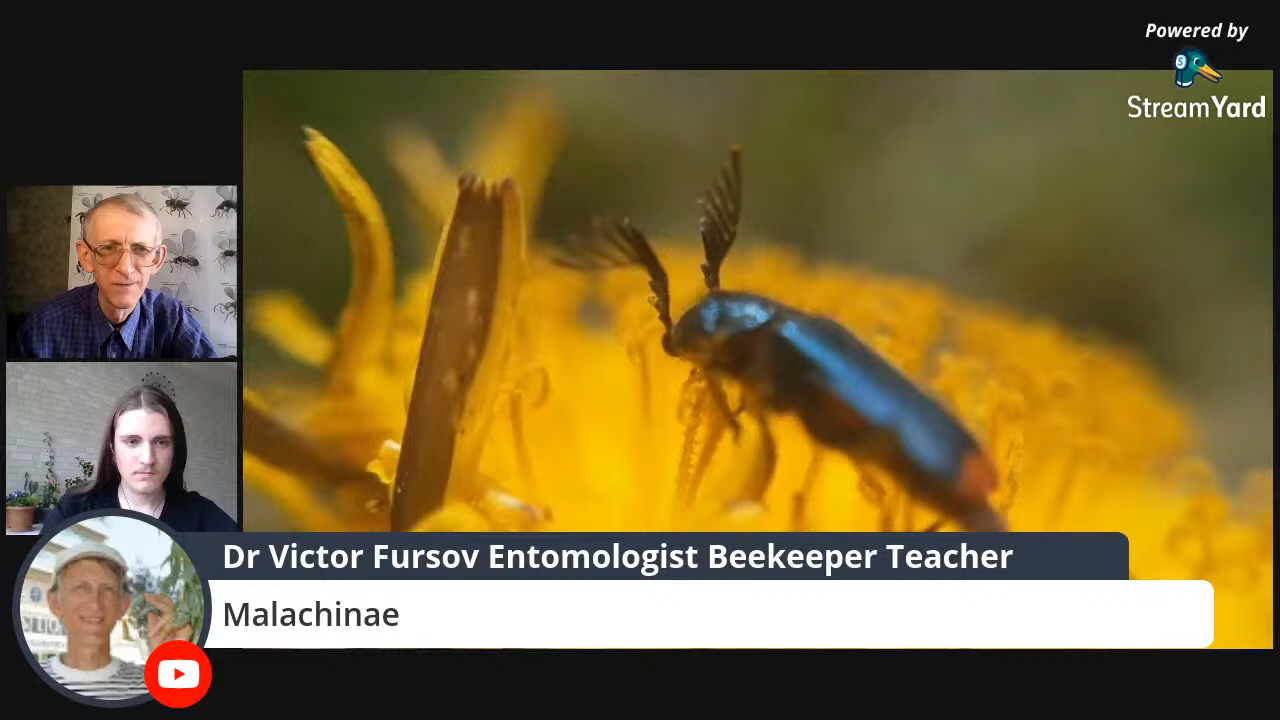 Powered by
StreamYard
Dr Victor Fursov Entomologist Beekeeper Teacher
Malachinae